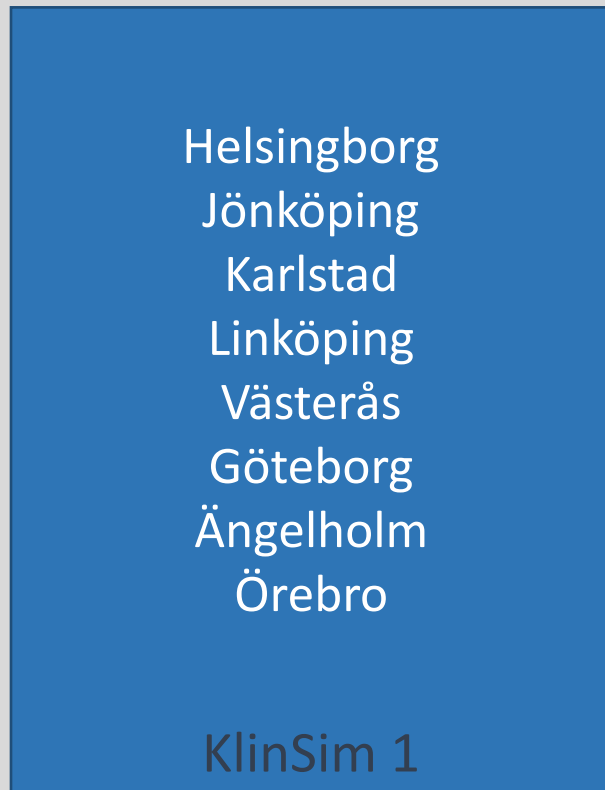 Helsingborg
Jönköping
Karlstad
Linköping
Västerås
Göteborg
Ängelholm
Örebro
KlinSim 1